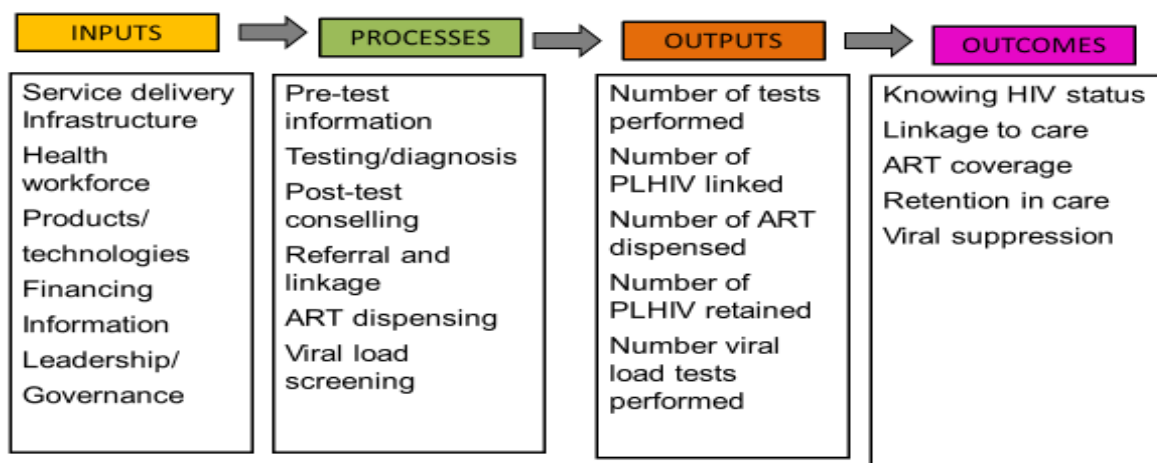 INPUTS
PROCESSES
OUTPUTS
OUTCOMES
Service delivery
Infrastructure
Health
workforce
Products/
technologies
Financing
Information
Leadership/
Governance
Pre-test
information
Testing/diagnosis
Post-test
conselling
Referral and
linkage
ART dispensing
Viral load
screening
Number of tests
performed
Number of
PLHIV linked
Number of ART
dispensed
Number of
PLHIV retained
Number viral
load tests
performed
Knowing HIV status
Linkage to care
ART coverage
Retention in care
Viral suppression